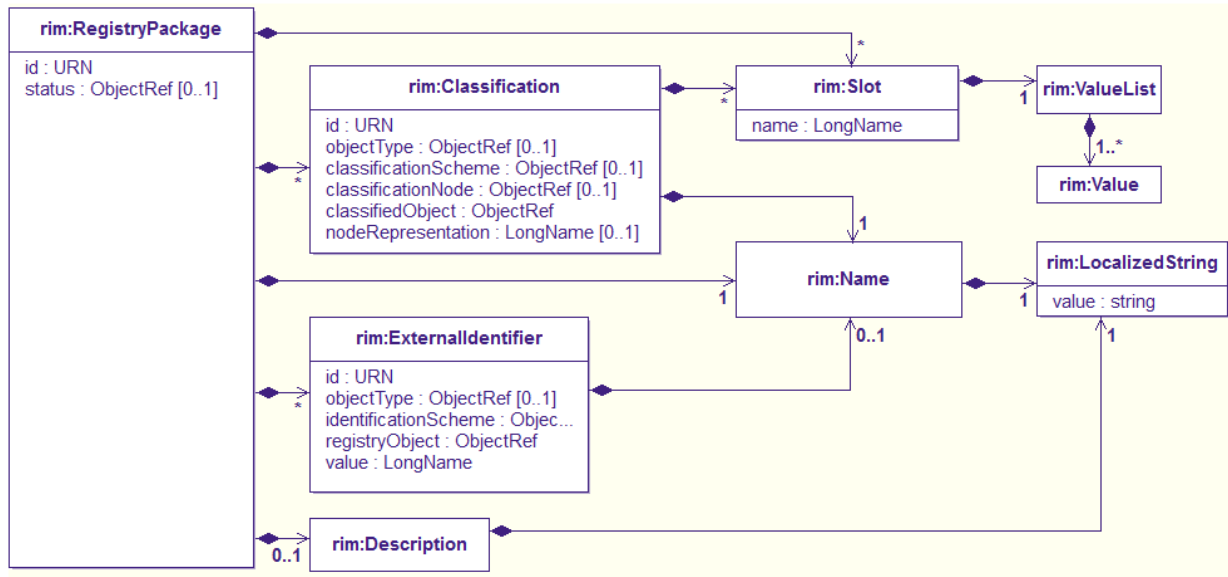 rim:RegistryPackage
id : URN
status : ObjectRef [0..1]
*
rim:Classification
id : URN
objectType : ObjectRef [0..1]
classificationScheme : ObjectRef [0..1]
classificationNode : ObjectRef [0..1]
classifiedObject : ObjectRef
nodeRepresentation : LongName [0..1]
*
*
rim:Slot
name : LongName
1
rim:ValueList
1..*
rim:Value
1
1
rim:Name
0..1
1
rim:LocalizedString
value : string
1
rim:ExternalIdentifier
id : URN
objectType : ObjectRef [0..1]
identificationScheme : Objec...
registryObject : ObjectRef
value : LongName
*
0..1
rim:Description